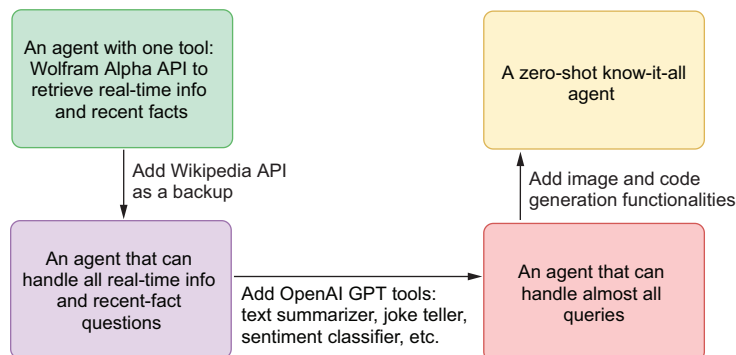 An agent with one tool:
Wolfram Alpha API to
retrieve real-time info
and recent facts
A zero-shot know-it-all
agent
Add Wikipedia API
as a backup
Add image and code
generation functionalities
An agent that can
handle all real-time info
and recent-fact
questions
Add OpenAI GPT tools:
text summarizer, joke teller,
sentiment classifier, etc.
An agent that can
handle almost all
queries